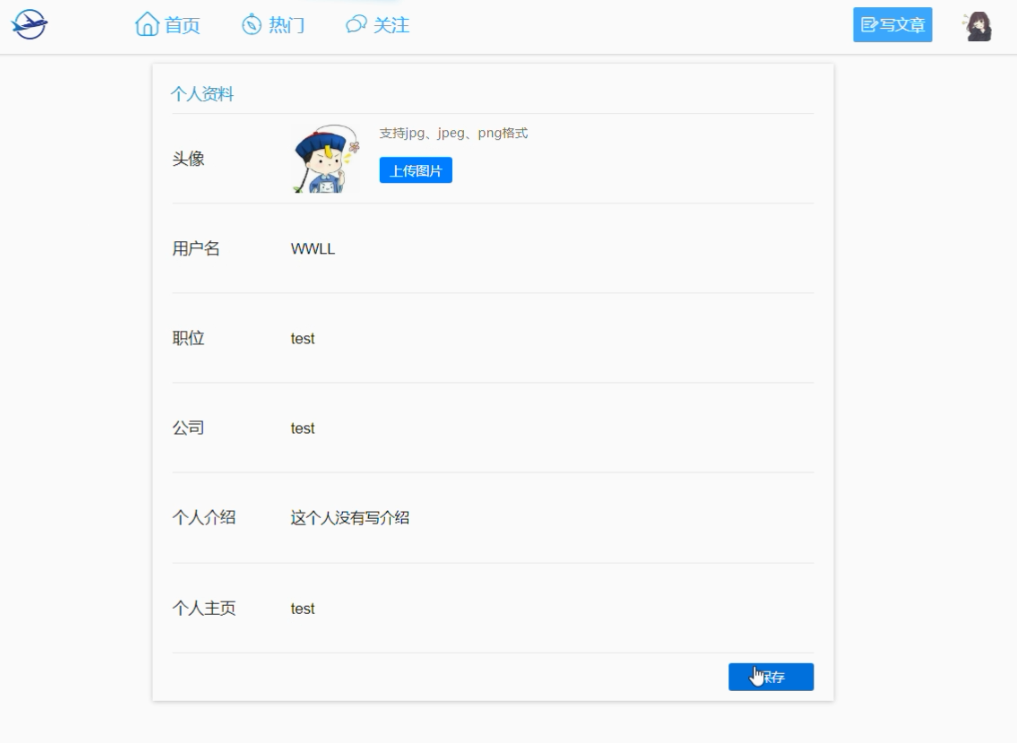 首页 热门 关注 写文章
个人资料
头像
支持jpg、jpeg、png格式
上传图片
用户名 WWLL
职位 test
公司 test
个人介绍 这个人没有写介绍
个人主页 test
保存